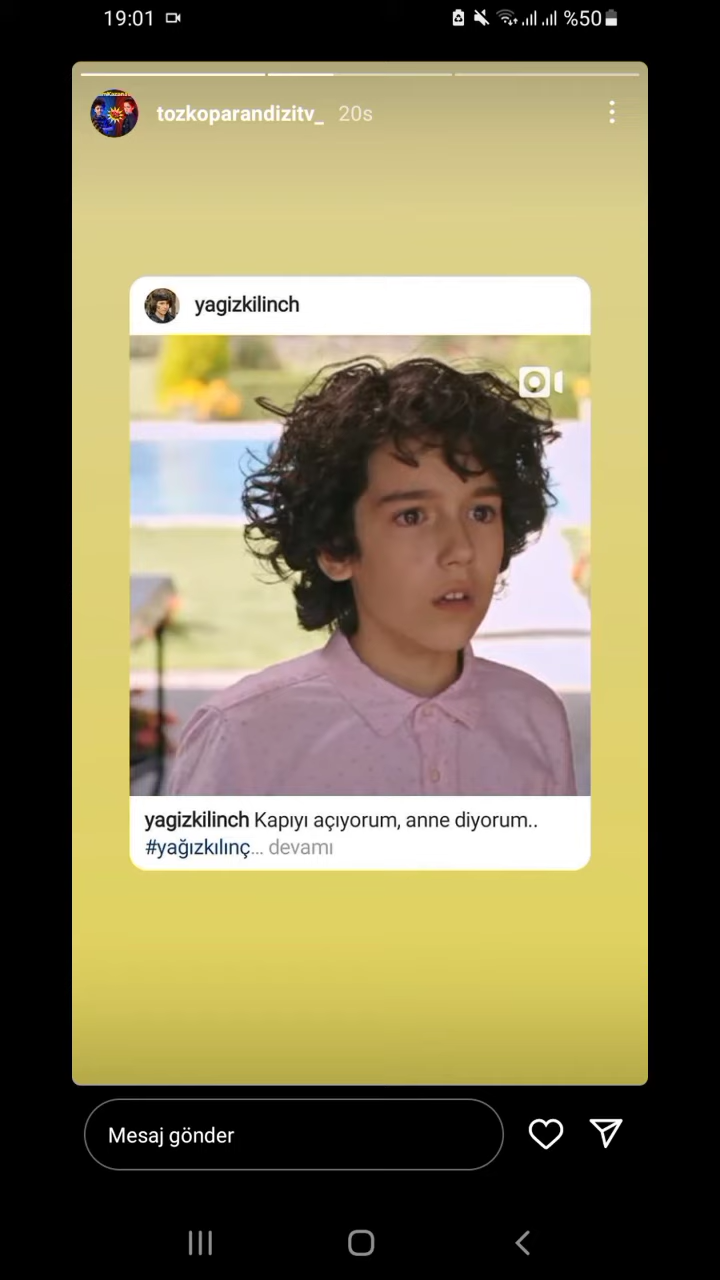 19:01 %50
tozkoparandizitv_ 20s
yagizkilinch
yagizkilinch Kapıyı açıyorum, anne diyorum..
#yağızkılınç... devamı
Mesaj gönder